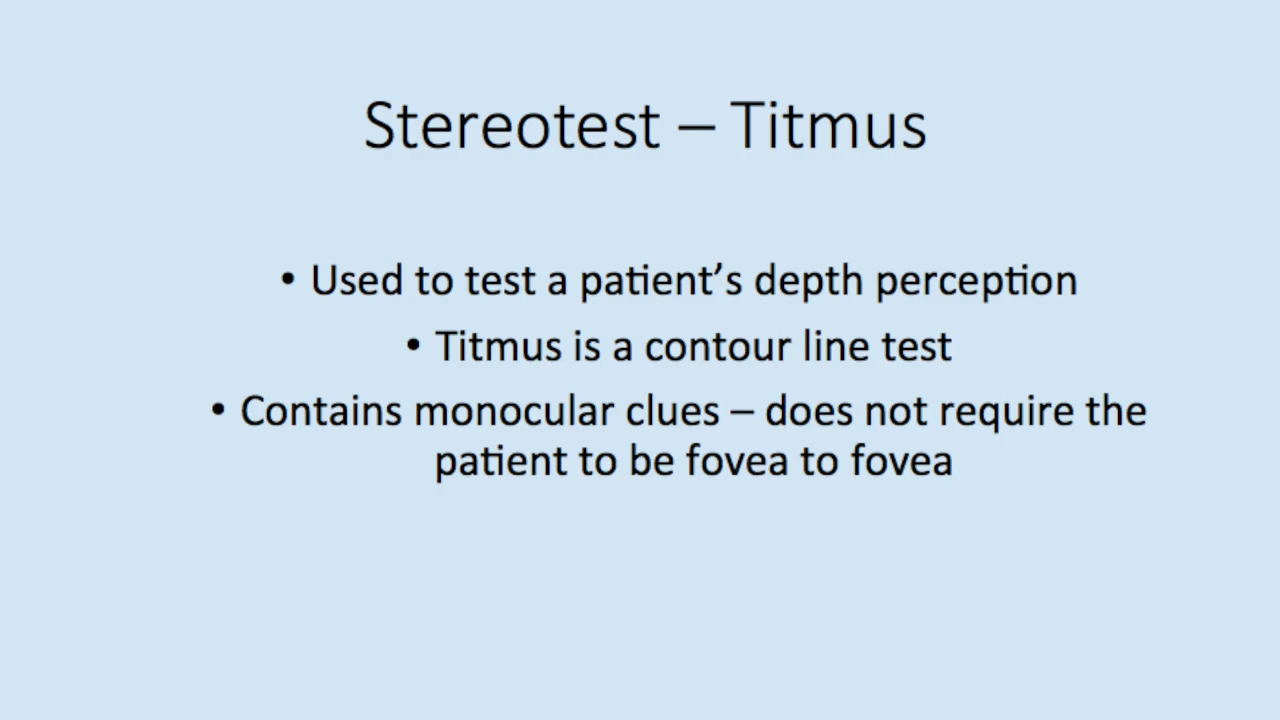 Stereotest – Titmus
• Used to test a patient’s depth perception
• Titmus is a contour line test
• Contains monocular clues – does not require the
patient to be fovea to fovea